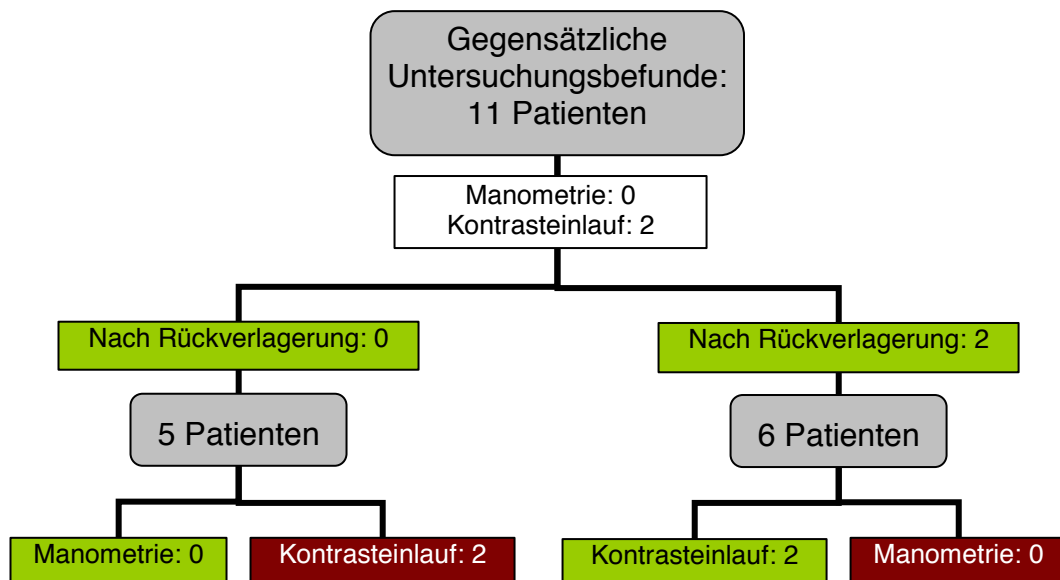 Gegensätzliche
Untersuchungsbefunde:
11 Patienten
Manometrie: 0
Kontrasteinlauf: 2
Nach Rückverlagerung: 0
Nach Rückverlagerung: 2
5 Patienten
6 Patienten
Manometrie: 0
Kontrasteinlauf: 2
Kontrasteinlauf: 2
Manometrie: 0